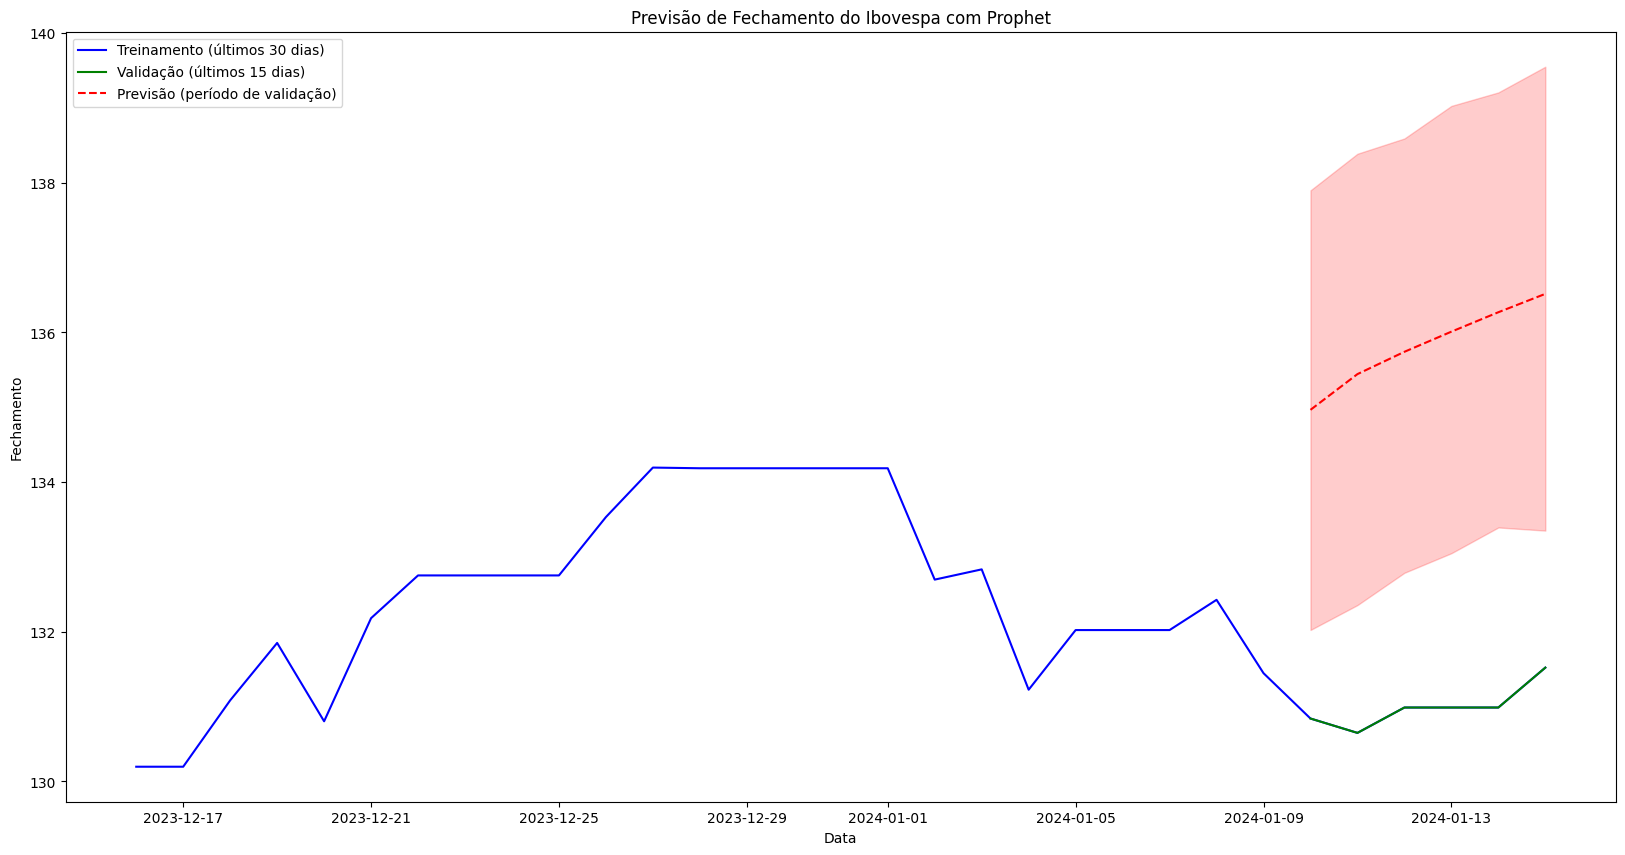 Previsão de Fechamento do Ibovespa com Prophet
Treinamento (últimos 30 dias)
Validação (últimos 15 dias)
Previsão (período de validação)
Fechamento
140
138
136
134
132
130
2023-12-17 2023-12-21 2023-12-25 2023-12-29 2024-01-01 2024-01-05 2024-01-09 2024-01-13
Data